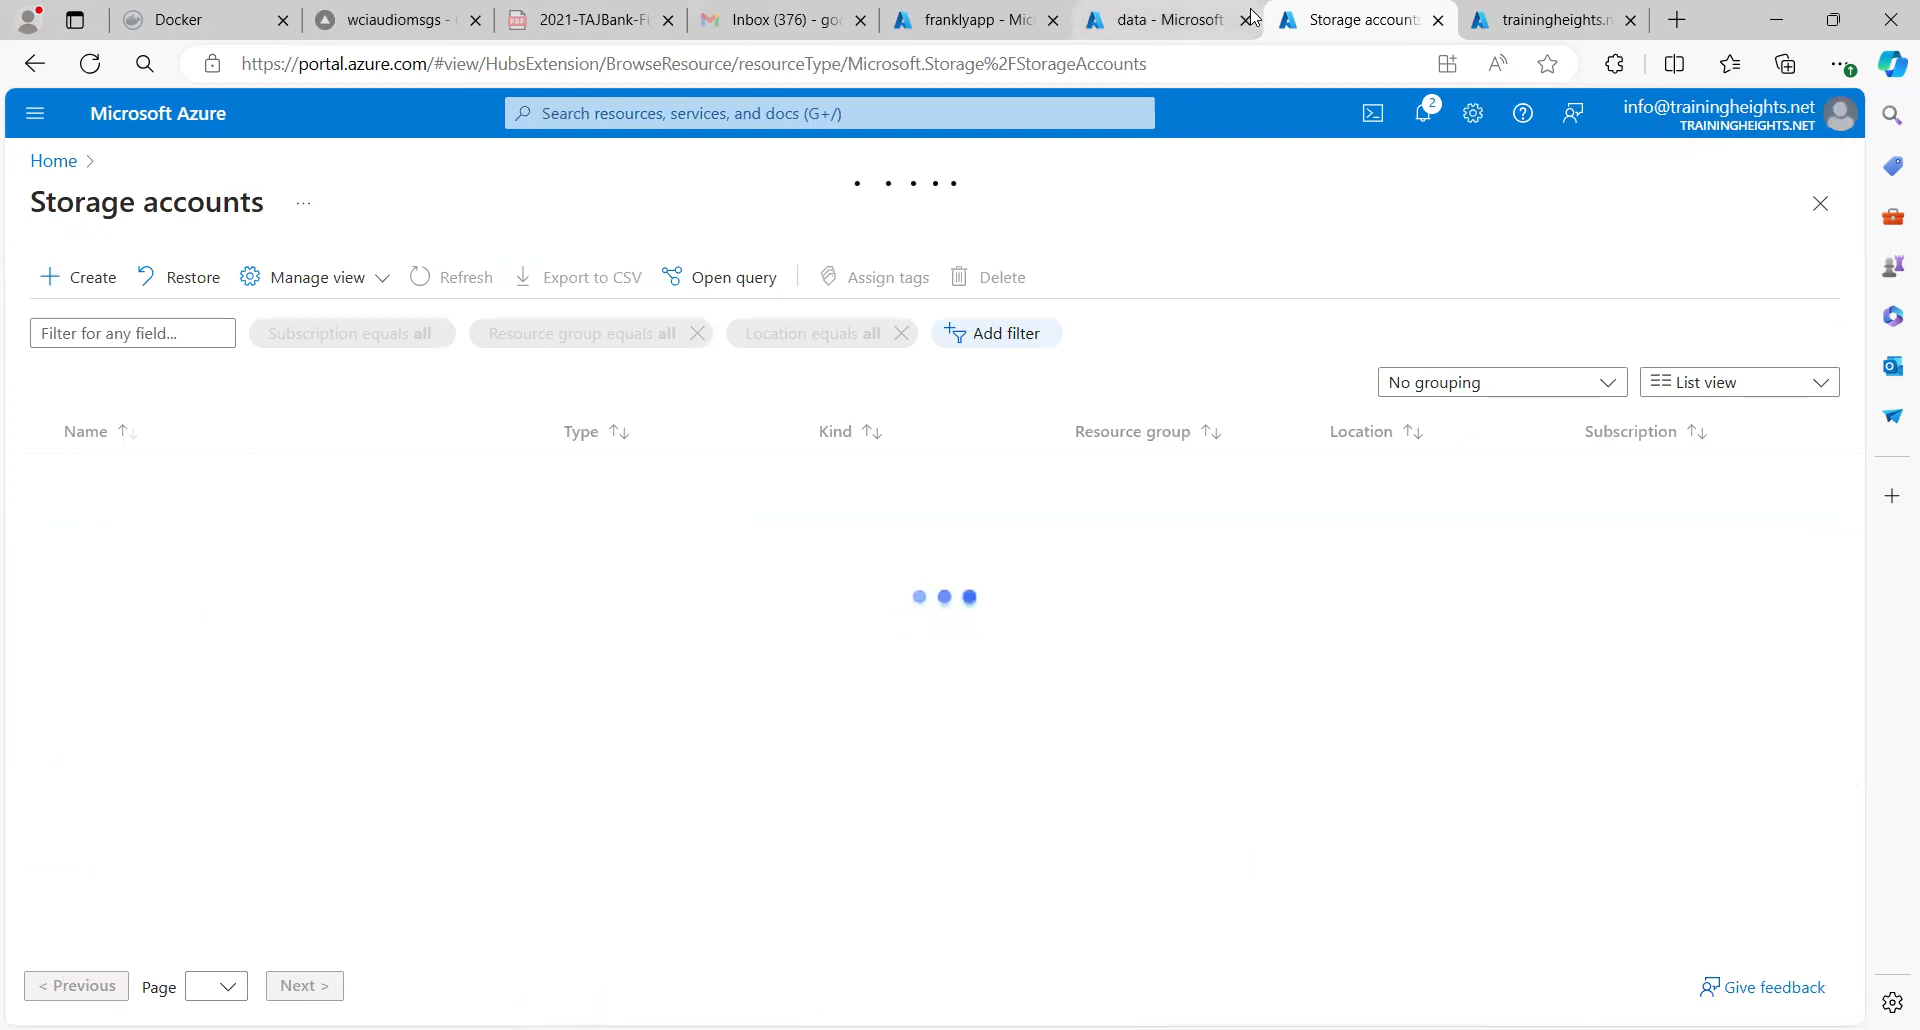 Docker
wciaudiomsgs -
2021-TAJBank-Fi
Inbox (376) - goo
franklyapp - Mic
data - Microsoft
Storage accounts
trainingheights.n
https://portal.azure.com/#view/HubsExtension/BrowseResource/resourceType/Microsoft.Storage%2FStorageAccounts
Microsoft Azure
Search resources, services, and docs (G+/)
2
info@trainingheights.net
TRAININGHEIGHTS.NET
Home
Storage accounts
Create
Restore
Manage view
Refresh
Export to CSV
Open query
Assign tags
Delete
Filter for any field...
Subscription equals all
Resource group equals all
Location equals all
Add filter
No grouping
List view
Name
Type
Kind
Resource group
Location
Subscription
< Previous
Page
Next >
Give feedback